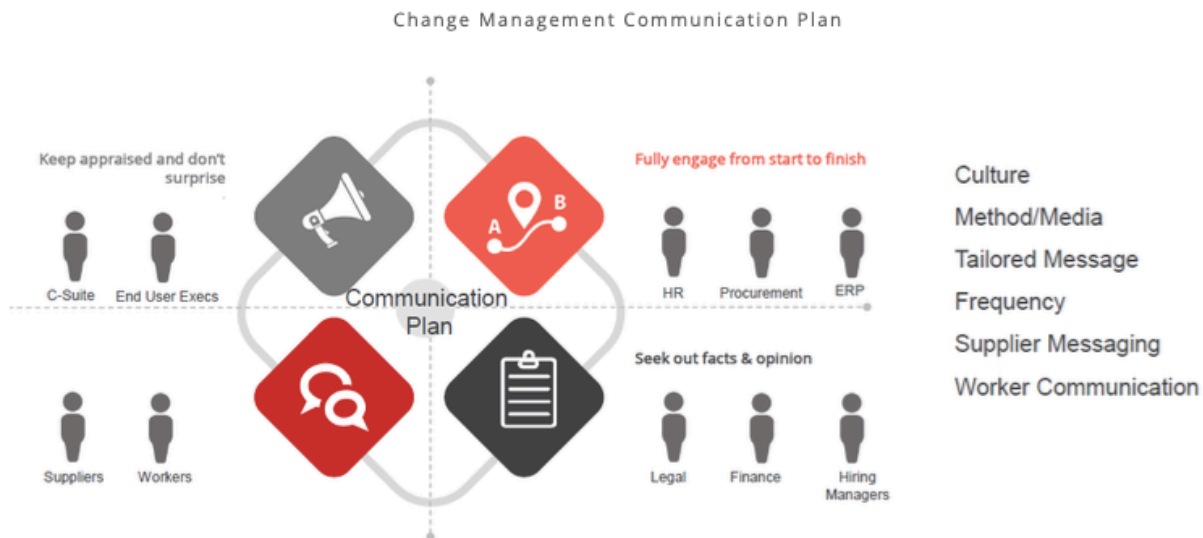 Change Management Communication Plan
Keep appraised and don't
surprise
.
C-Suite
End User Execs
A
B
Fully engage from start to finish
HR
Procurement
ERP
Communication
Plan
Suppliers
Workers
Seek out facts & opinion
Legal
Finance
Hiring
Managers
Culture
Method/Media
Tailored Message
Frequency
Supplier Messaging
Worker Communication